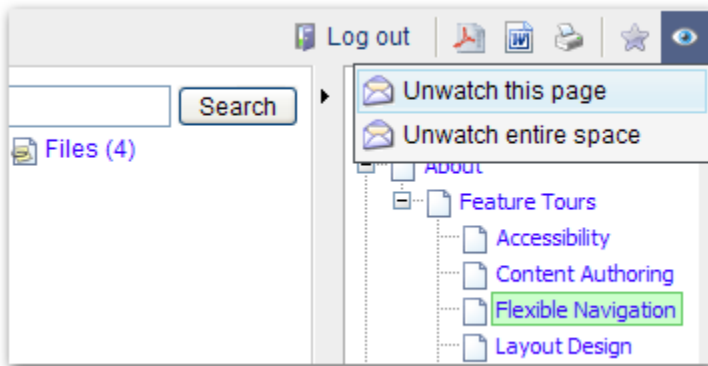 Log out
Unwatch this page
Search
Unwatch entire space
Files (4)
About
Feature Tours
Accessibility
Content Authoring
Flexible Navigation
Layout Design